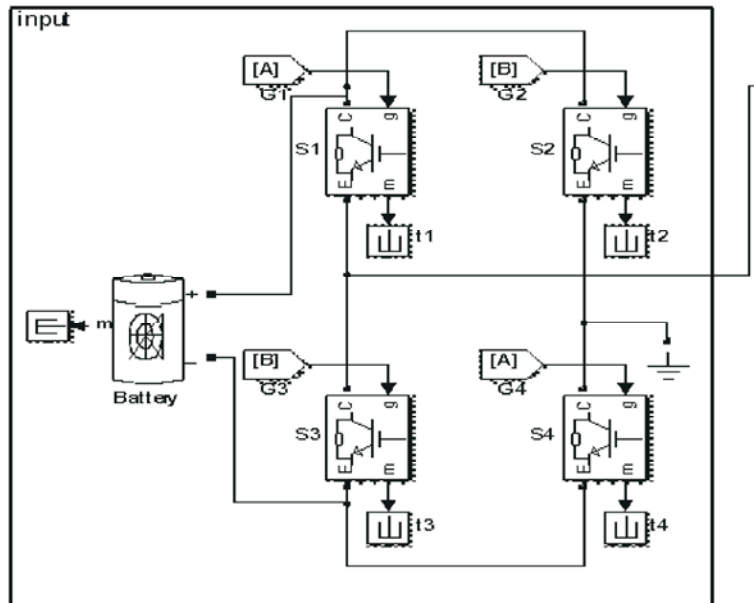 input
[A]
G1
[B]
G2
C
g
S1
E
m
C
g
S2
E
m
t1
t2
+
m
–
Battery
[B]
G3
[A]
G4
C
g
S3
E
m
C
g
S4
E
m
t3
t4